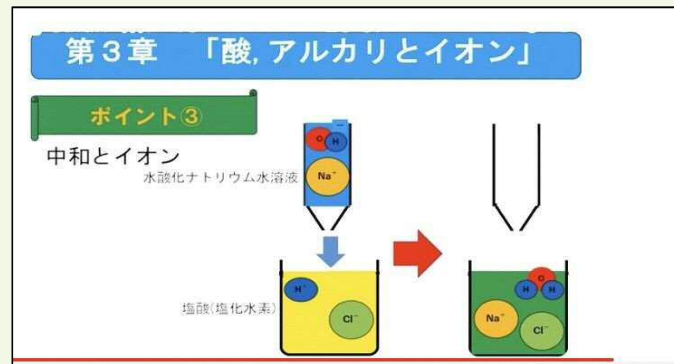 第３章　「酸，アルカリとイオン」
ポイント③
中和とイオン
水酸化ナトリウム水溶液
O H
Na⁺
塩酸(塩化水素)
H⁺
Cl⁻
O
H H
Na⁺
Cl⁻